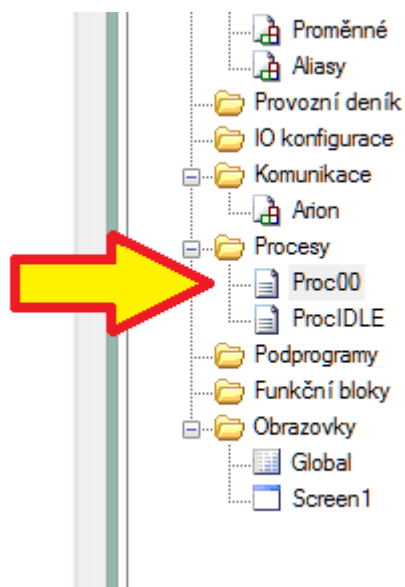 Proměnné
Aliasy
Provozní deník
IO konfigurace
Komunikace
Arion
Procesy
Proc00
ProcIDLE
Podprogramy
Funkční bloky
Obrazovky
Global
Screen1